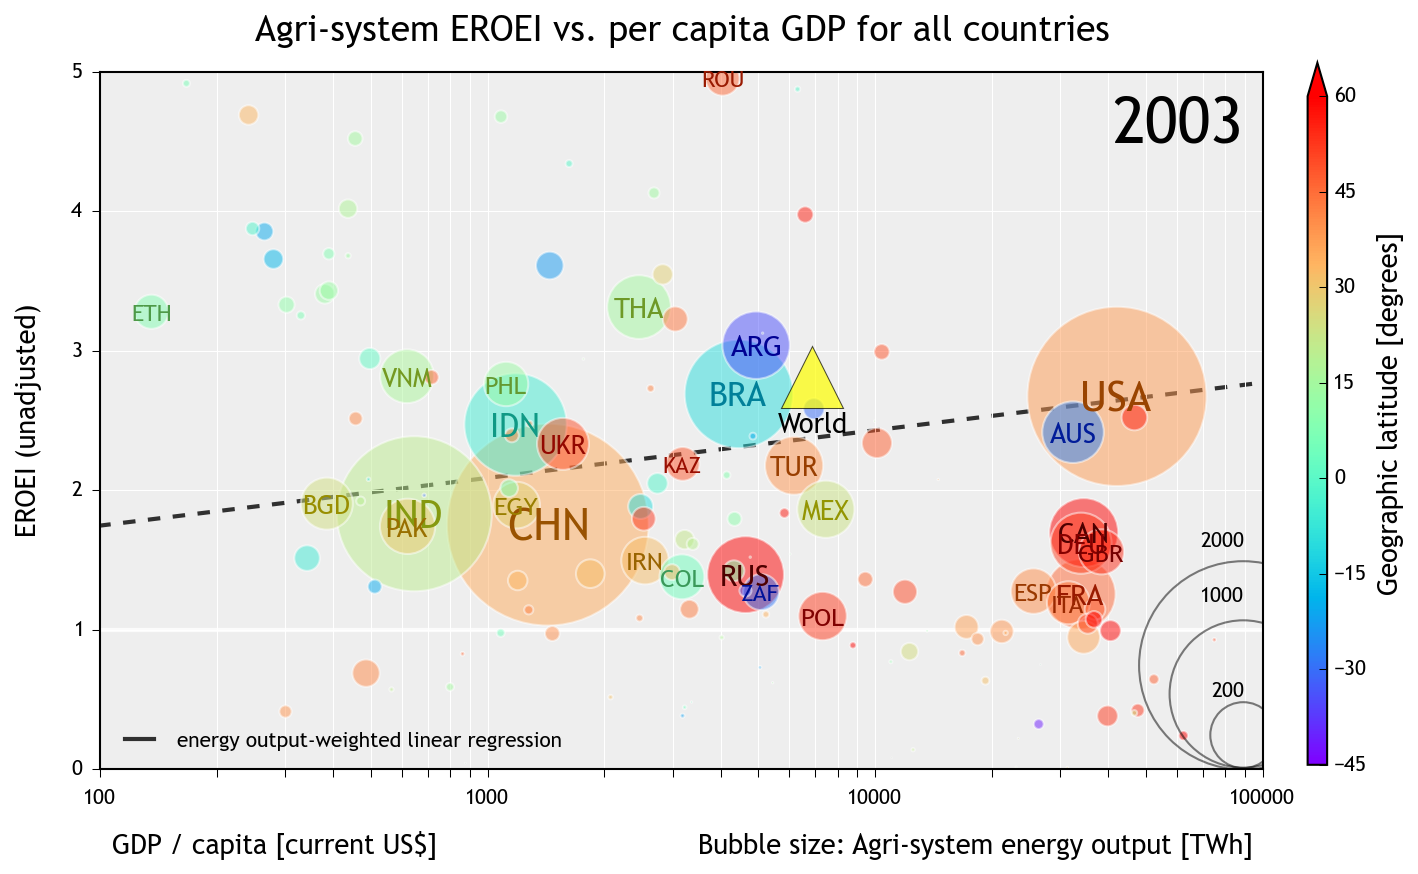 Agri-system EROEI vs. per capita GDP for all countries
2003
EROEI (unadjusted)
5
4
3
2
1
0
ROU
ETH
THA
ARG
VNM
PHL
BRA
USA
World
IDN
AUS
UKR
KAZ
TUR
BGD
IND
PAK
EGY
CHN
MEX
CAN
DEU
GBR
IRN
COL
RUS
ZAF
ESP
FRA
ITA
POL
2000
1000
200
energy output-weighted linear regression
100
1000
10000
100000
GDP / capita [current US$]
Bubble size: Agri-system energy output [TWh]
60
45
30
15
0
−15
−30
−45
Geographic latitude [degrees]